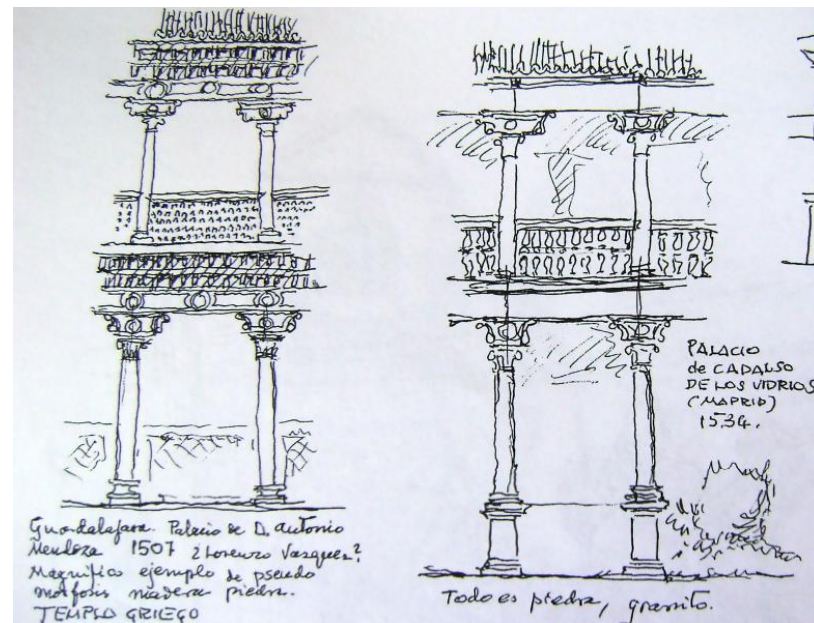 Guadalajara. Palacio de D. Antonio
Mendoza 1507 ¿Lorenzo Vasquez?
Magnifico ejemplo de pseudo
morfosis madera piedra.
TEMPLO GRIEGO
PALACIO
de CADALSO
DE LOS VIDRIOS
(MADRID)
1534.
Todo es piedra, granito.